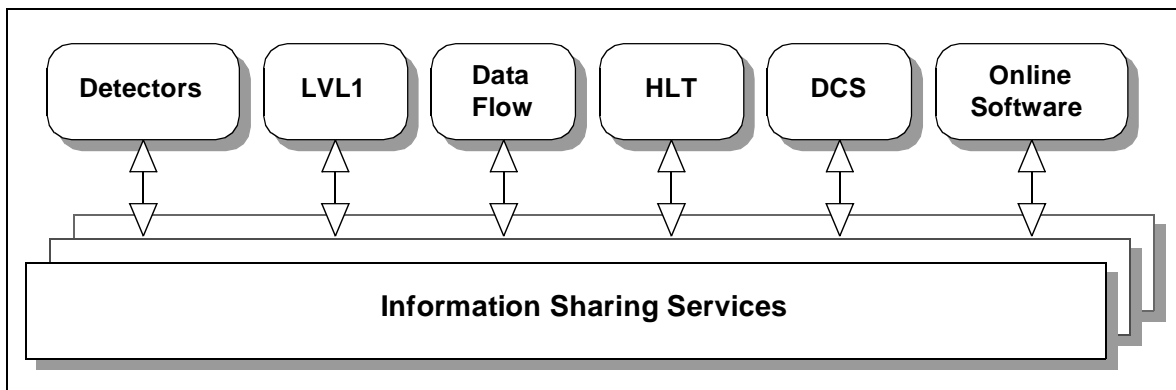 Detectors
LVL1
Data
Flow
HLT
DCS
Online
Software
Information Sharing Services